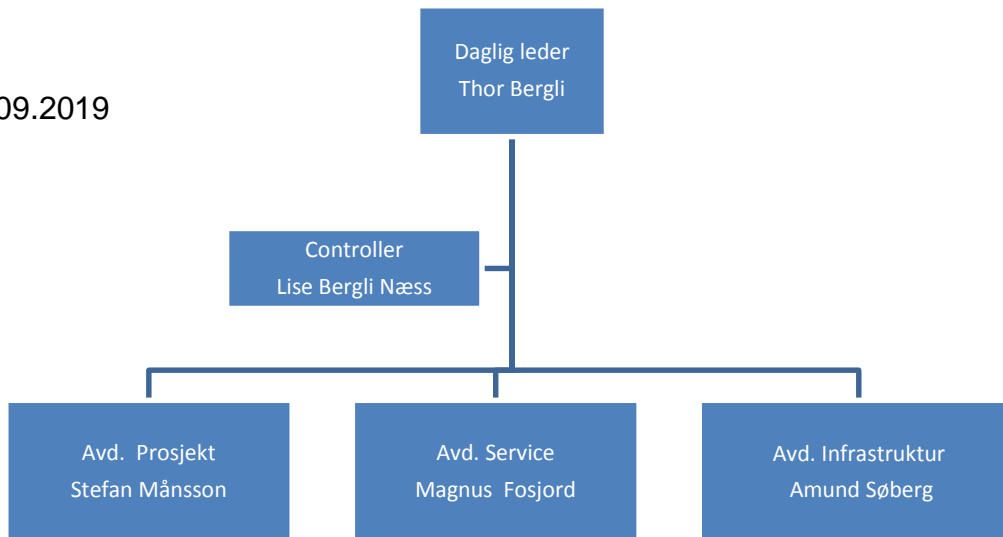 Daglig leder
Thor Bergli
09.2019
Controller
Lise Bergli Næss
Avd.  Prosjekt
Stefan Månsson
Avd. Service
Magnus  Fosjord
Avd. Infrastruktur
Amund Søberg